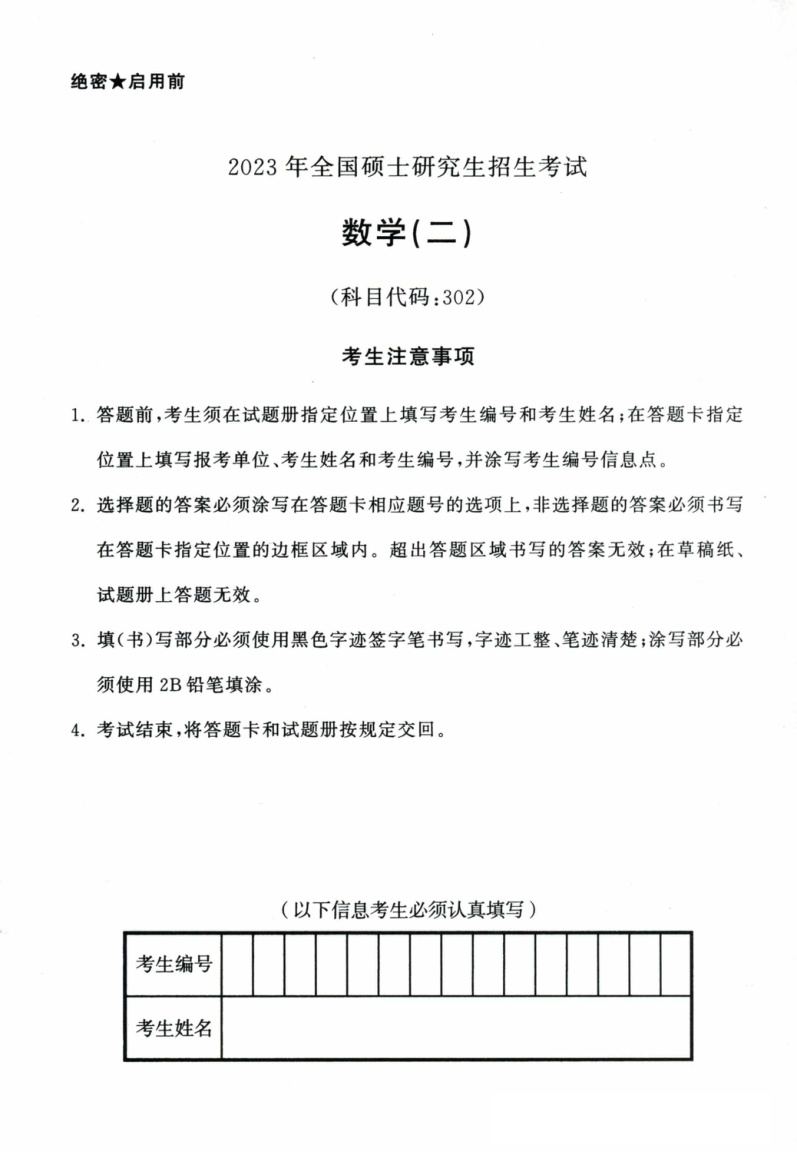 绝密★启用前
2023 年全国硕士研究生招生考试
数学(二)
(科目代码:302)
考生注意事项
1. 答题前,考生须在试题册指定位置上填写考生编号和考生姓名;在答题卡指定
位置上填写报考单位、考生姓名和考生编号,并涂写考生编号信息点。
2. 选择题的答案必须涂写在答题卡相应题号的选项上,非选择题的答案必须书写
在答题卡指定位置的边框区域内。超出答题区域书写的答案无效;在草稿纸、
试题册上答题无效。
3. 填(书)写部分必须使用黑色字迹签字笔书写,字迹工整、笔迹清楚;涂写部分必
须使用 2B 铅笔填涂。
4. 考试结束,将答题卡和试题册按规定交回。
(以下信息考生必须认真填写)
考生编号
考生姓名